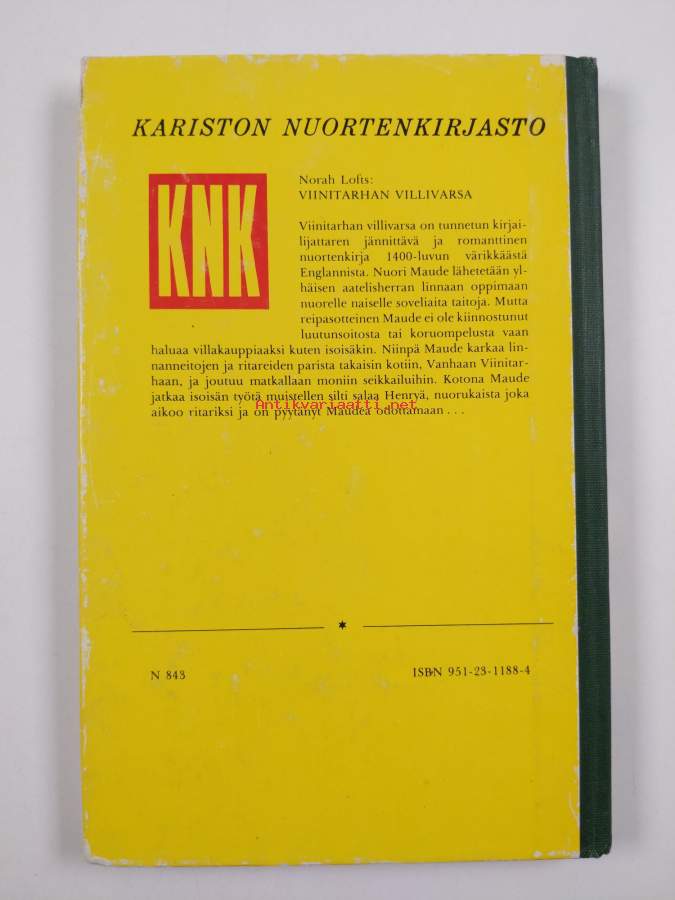 KARISTON NUORTENKIRJASTO
KNK
Norah Lofts:
VIINITARHAN VILLIVARSA
Viinitarhan villivarsa on tunnetun kirjai-
lijattaren jännittävä ja romanttinen
nuortenkirja 1400-luvun värikkäästä
Englannista. Nuori Maude lähetetään yl-
häisen aatelisherran linnaan oppimaan
nuorelle naiselle soveliaita taitoja. Mutta
reipasotteinen Maude ei ole kiinnostunut
luutunsoitosta tai koruompelusta vaan
haluaa villakauppiaaksi kuten isoisäkin. Niinpä Maude karkaa lin-
nanneitojen ja ritareiden parista takaisin kotiin, Vanhaan Viinitar-
haan, ja joutuu matkallaan moniin seikkailuihin. Kotona Maude
jatkaa isoisän työtä muistellen silti salaa Henryä, nuorukaista joka
aikoo ritariksi ja on pyytänyt Maudea odottamaan . . .
Antikvariaatti.net
N 843
ISBN 951-23-1188-4